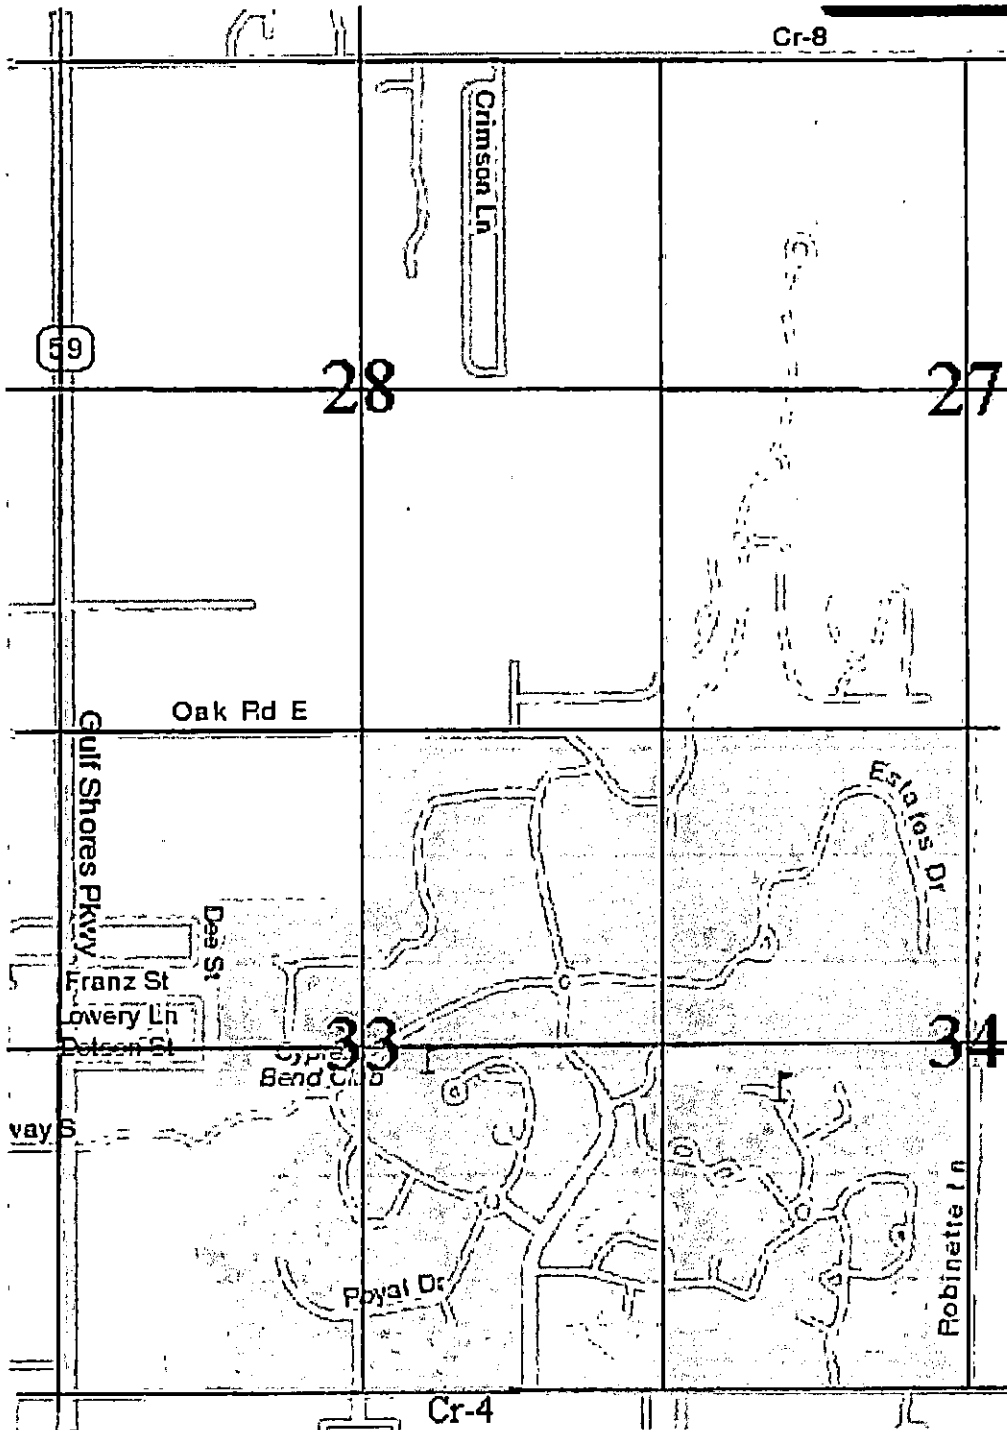 Cr-8
Crimson Ln
59
28
27
Oak Rd E
Gulf Shores Pkwy
Estates Dr
Dee St
Franz St
Lowery Ln
Dotson St
33
34
Bend Club
way S
Royal Dr
Robinette Ln
Cr-4